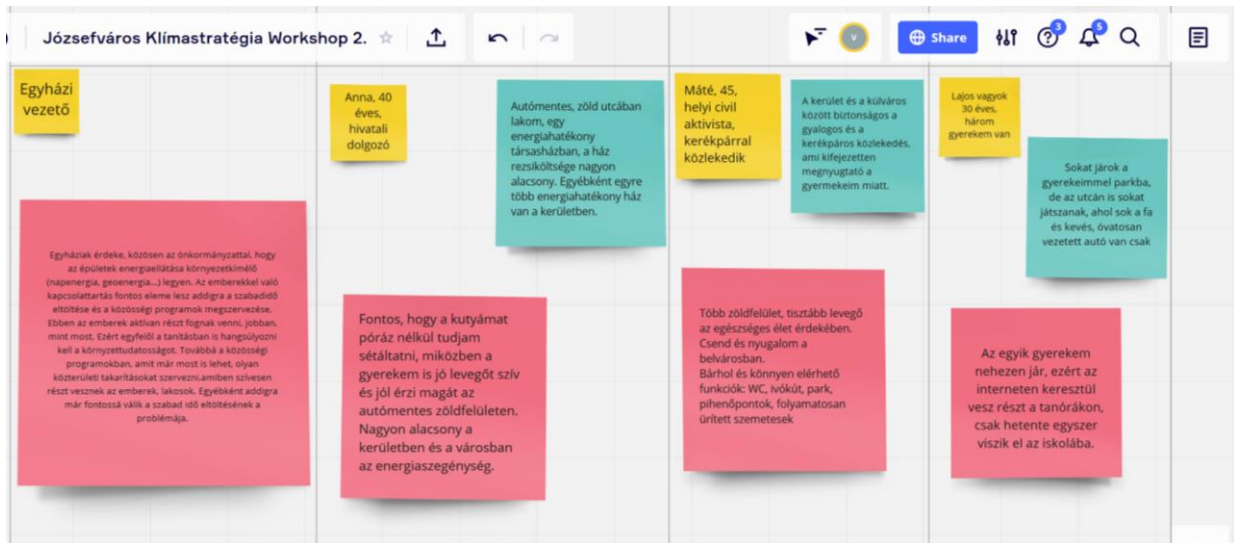 Józsefváros Klímastratégia Workshop 2.
V
Share
3
5
Egyházi
vezető
Egyháziak érdeke, közösen az önkormányzattal, hogy
az épületek energiaellátása környezetkímélő
(napenergia, geoenergia...) legyen. Az emberekkel való
kapcsolattartás fontos eleme lesz addigra a szabadidő
eltöltése és a közösségi programok megszervezése.
Ebben az emberek aktívan részt fognak venni, jobban,
mint most. Ezért egyfelől a tanításban is hangsúlyozni
kell a környezettudatosságot. Továbbá a közösségi
programokban, amit már most is lehet, olyan
közterületi takarításokat szervezni,amiben szívesen
részt vesznek az emberek, lakosok. Egyébként addigra
már fontossá válik a szabad idő eltöltésének a
problémája.
Anna, 40
éves,
hivatali
dolgozó
Autómentes, zöld utcában
lakom, egy
energiahatékony
társasházban, a ház
rezsiköltsége nagyon
alacsony. Egyébként egyre
több energiahatékony ház
van a kerületben.
Fontos, hogy a kutyámat
póráz nélkül tudjam
sétáltatni, miközben a
gyerekem is jó levegőt szív
és jól érzi magát az
autómentes zöldfelületen.
Nagyon alacsony a
kerületben és a városban
az energiaszegénység.
Máté, 45,
helyi civil
aktivista,
kerékpárral
közlekedik
A kerület és a külváros
között biztonságos a
gyalogos és a
kerékpáros közlekedés,
ami kifejezetten
megnyugtató a
gyermekeim miatt.
Több zöldfelület, tisztább levegő
az egészséges élet érdekében.
Csend és nyugalom a
belvárosban.
Bárhol és könnyen elérhető
funkciók: WC, ivókút, park,
pihenőpontok, folyamatosan
ürített szemetesek
Lajos vagyok
30 éves,
három
gyerekem van
Sokat járok a
gyerekeimmel parkba,
de az utcán is sokat
játszanak, ahol sok a fa
és kevés, óvatosan
vezetett autó van csak
Az egyik gyerekem
nehezen jár, ezért az
interneten keresztül
vesz részt a tanórákon,
csak hetente egyszer
viszik el az iskolába.